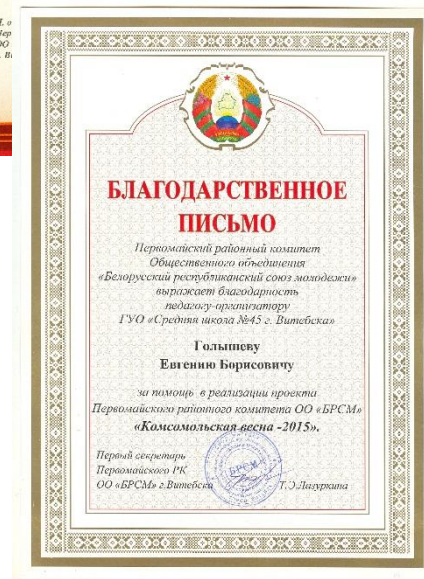 БЛАГОДАРСТВЕННОЕ
ПИСЬМО
Первомайский районный комитет
Общественного объединения
«Белорусский республиканский союз молодежи»
выражает благодарность
педагогу-организатору
ГУО «Средняя школа №45 г. Витебска»
Голышеву
Евгению Борисовичу
за помощь в реализации проекта
Первомайского районного комитета ОО «БРСМ»
«Комсомольская весна -2015».
Первый секретарь
Первомайского РК
ОО «БРСМ» г.Витебска Т.Э.Лазуркина
БРСМ